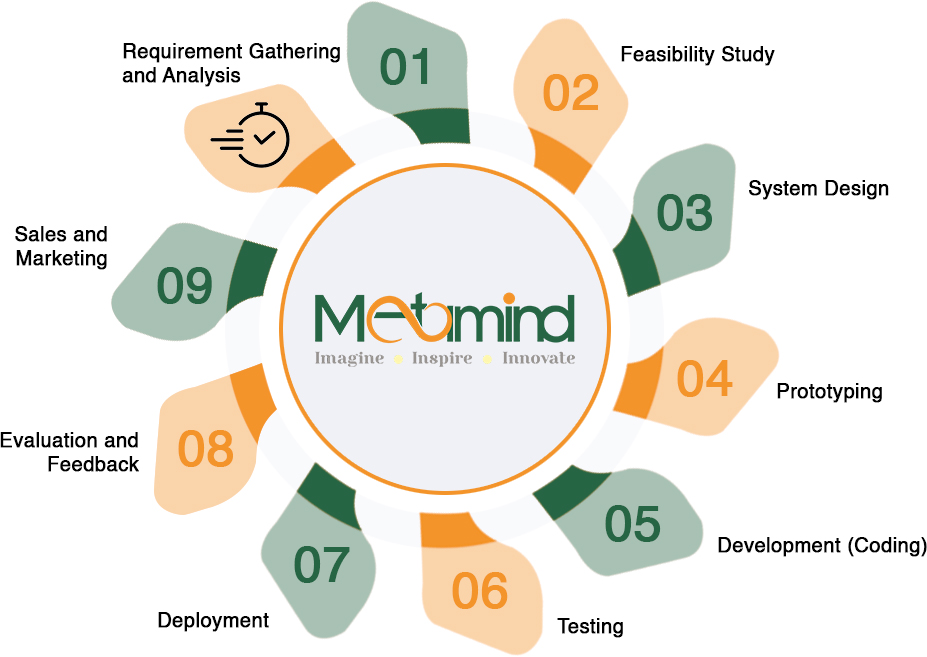 Requirement Gathering
and Analysis
01
02
Feasibility Study
03
System Design
04
Prototyping
05
Development (Coding)
06
Testing
07
Deployment
08
Evaluation and
Feedback
09
Sales and
Marketing
Metamind
Imagine • Inspire • Innovate